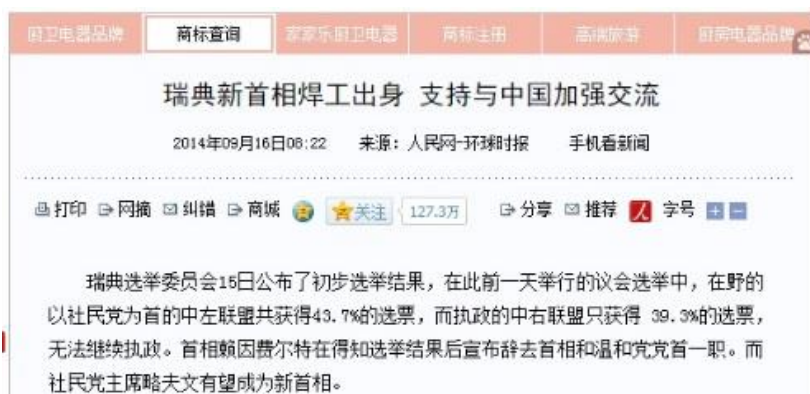 厨卫电器品牌 商标查询 家家乐厨卫电器 商标注册 高端旅游 厨房电器品牌
瑞典新首相焊工出身 支持与中国加强交流
2014年09月16日08:22 来源：人民网-环球时报 手机看新闻
打印 网摘 纠错 商城 关注 127.3万 分享 推荐 字号
瑞典选举委员会15日公布了初步选举结果，在此前一天举行的议会选举中，在野的
以社民党为首的中左联盟共获得43.7%的选票，而执政的中右联盟只获得 39.3%的选票，
无法继续执政。首相赖因费尔特在得知选举结果后宣布辞去首相和温和党党首一职。而
社民党主席略夫文有望成为新首相。